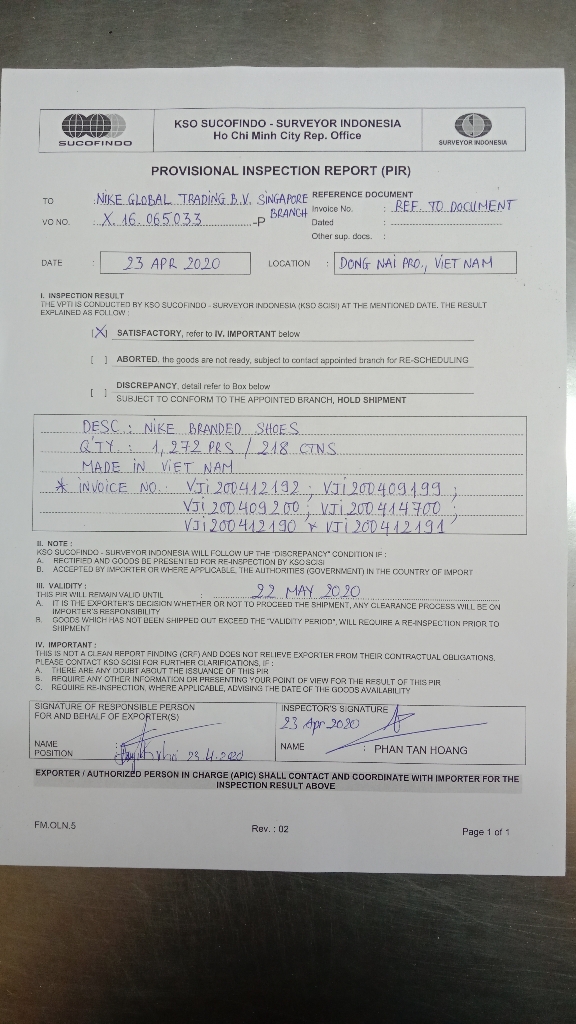 SUCOFINDO
KSO SUCOFINDO - SURVEYOR INDONESIA
Ho Chi Minh City Rep. Office
SURVEYOR INDONESIA
PROVISIONAL INSPECTION REPORT (PIR)
TO : NIKE GLOBAL TRADING B.V. SINGAPORE BRANCH
VO NO. : X.16.065033 -P
REFERENCE DOCUMENT
Invoice No. : REF. TO DOCUMENT
Dated :
Other sup. docs. :
DATE : 23 APR 2020 LOCATION : DONG NAI PRO., VIET NAM
I. INSPECTION RESULT
THE VPTI IS CONDUCTED BY KSO SUCOFINDO - SURVEYOR INDONESIA (KSO SCISI) AT THE MENTIONED DATE. THE RESULT
EXPLAINED AS FOLLOW :
[X] SATISFACTORY, refer to IV. IMPORTANT below
[ ] ABORTED, the goods are not ready, subject to contact appointed branch for RE-SCHEDULING
[ ] DISCREPANCY, detail refer to Box below
SUBJECT TO CONFORM TO THE APPOINTED BRANCH, HOLD SHIPMENT
DESC : NIKE BRANDED SHOES
Q'TY : 1,272 PRS / 218 CTNS
MADE IN VIET NAM
* INVOICE NO. : VJI200412192 ; VJI200409199 ;
VJI200409200 ; VJI200414700 ;
VJI200412190 & VJI200412191
II. NOTE :
KSO SUCOFINDO - SURVEYOR INDONESIA WILL FOLLOW UP THE "DISCREPANCY" CONDITION IF :
A. RECTIFIED AND GOODS BE PRESENTED FOR RE-INSPECTION BY KSO SCISI
B. ACCEPTED BY IMPORTER OR WHERE APPLICABLE, THE AUTHORITIES (GOVERNMENT) IN THE COUNTRY OF IMPORT
III. VALIDITY :
THIS PIR WILL REMAIN VALID UNTIL : 22 MAY 2020
A. IT IS THE EXPORTER'S DECISION WHETHER OR NOT TO PROCEED THE SHIPMENT, ANY CLEARANCE PROCESS WILL BE ON
IMPORTER'S RESPONSIBILITY
B. GOODS WHICH HAS NOT BEEN SHIPPED OUT EXCEED THE "VALIDITY PERIOD", WILL REQUIRE A RE-INSPECTION PRIOR TO
SHIPMENT
IV. IMPORTANT :
THIS IS NOT A CLEAN REPORT FINDING (CRF) AND DOES NOT RELIEVE EXPORTER FROM THEIR CONTRACTUAL OBLIGATIONS.
PLEASE CONTACT KSO SCISI FOR FURTHER CLARIFICATIONS, IF :
A. THERE ARE ANY DOUBT ABOUT THE ISSUANCE OF THIS PIR
B. REQUIRE ANY OTHER INFORMATION OR PRESENTING YOUR POINT OF VIEW FOR THE RESULT OF THIS PIR
C. REQUIRE RE-INSPECTION, WHERE APPLICABLE, ADVISING THE DATE OF THE GOODS AVAILABILITY
SIGNATURE OF RESPONSIBLE PERSON
FOR AND BEHALF OF EXPORTER(S)
NAME
POSITION : 23.4.2020
INSPECTOR'S SIGNATURE
23 Apr 2020
NAME : PHAN TAN HOANG
EXPORTER / AUTHORIZED PERSON IN CHARGE (APIC) SHALL CONTACT AND COORDINATE WITH IMPORTER FOR THE
INSPECTION RESULT ABOVE
FM.OLN.5 Rev. : 02 Page 1 of 1